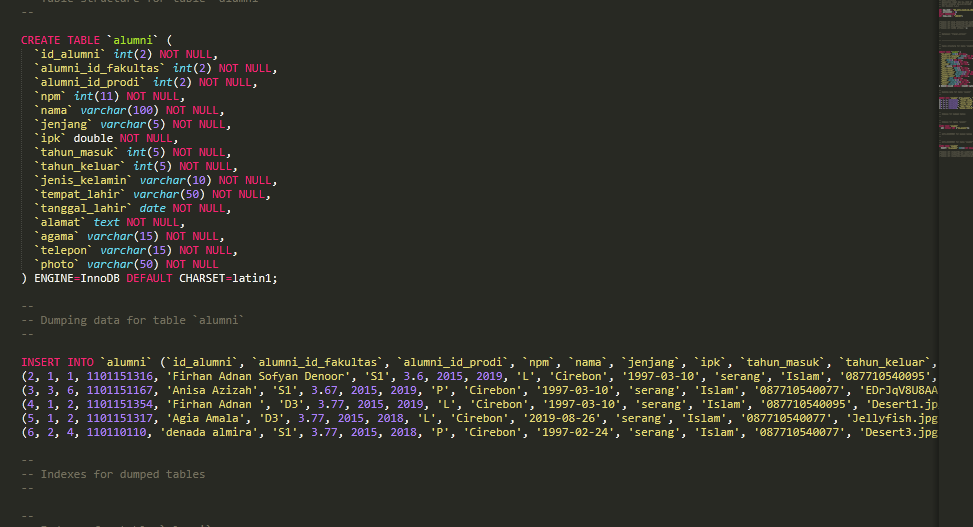 -- Table structure for table `alumni`
--
CREATE TABLE `alumni` (
`id_alumni` int(2) NOT NULL,
`alumni_id_fakultas` int(2) NOT NULL,
`alumni_id_prodi` int(2) NOT NULL,
`npm` int(11) NOT NULL,
`nama` varchar(100) NOT NULL,
`jenjang` varchar(5) NOT NULL,
`ipk` double NOT NULL,
`tahun_masuk` int(5) NOT NULL,
`tahun_keluar` int(5) NOT NULL,
`jenis_kelamin` varchar(10) NOT NULL,
`tempat_lahir` varchar(50) NOT NULL,
`tanggal_lahir` date NOT NULL,
`alamat` text NOT NULL,
`agama` varchar(15) NOT NULL,
`telepon` varchar(15) NOT NULL,
`photo` varchar(50) NOT NULL
) ENGINE=InnoDB DEFAULT CHARSET=latin1;
--
-- Dumping data for table `alumni`
--
INSERT INTO `alumni` (`id_alumni`, `alumni_id_fakultas`, `alumni_id_prodi`, `npm`, `nama`, `jenjang`, `ipk`, `tahun_masuk`, `tahun_keluar`,
(2, 1, 1, 1101151316, 'Firhan Adnan Sofyan Denoor', 'S1', 3.6, 2015, 2019, 'L', 'Cirebon', '1997-03-10', 'serang', 'Islam', '087710540095',
(3, 3, 6, 1101151167, 'Anisa Azizah', 'S1', 3.67, 2015, 2019, 'P', 'Cirebon', '1997-03-10', 'serang', 'Islam', '087710540077', 'EDrJqV8U8AA
(4, 1, 2, 1101151354, 'Firhan Adnan ', 'D3', 3.77, 2015, 2019, 'L', 'Cirebon', '1997-03-10', 'serang', 'Islam', '087710540095', 'Desert1.jp
(5, 1, 2, 1101151317, 'Agia Amala', 'D3', 3.77, 2015, 2018, 'L', 'Cirebon', '2019-08-26', 'serang', 'Islam', '087710540077', 'Jellyfish.jpg
(6, 2, 4, 110110110, 'denada almira', 'S1', 3.77, 2015, 2018, 'P', 'Cirebon', '1997-02-24', 'serang', 'Islam', '087710540077', 'Desert3.jpg
--
-- Indexes for dumped tables
--
--